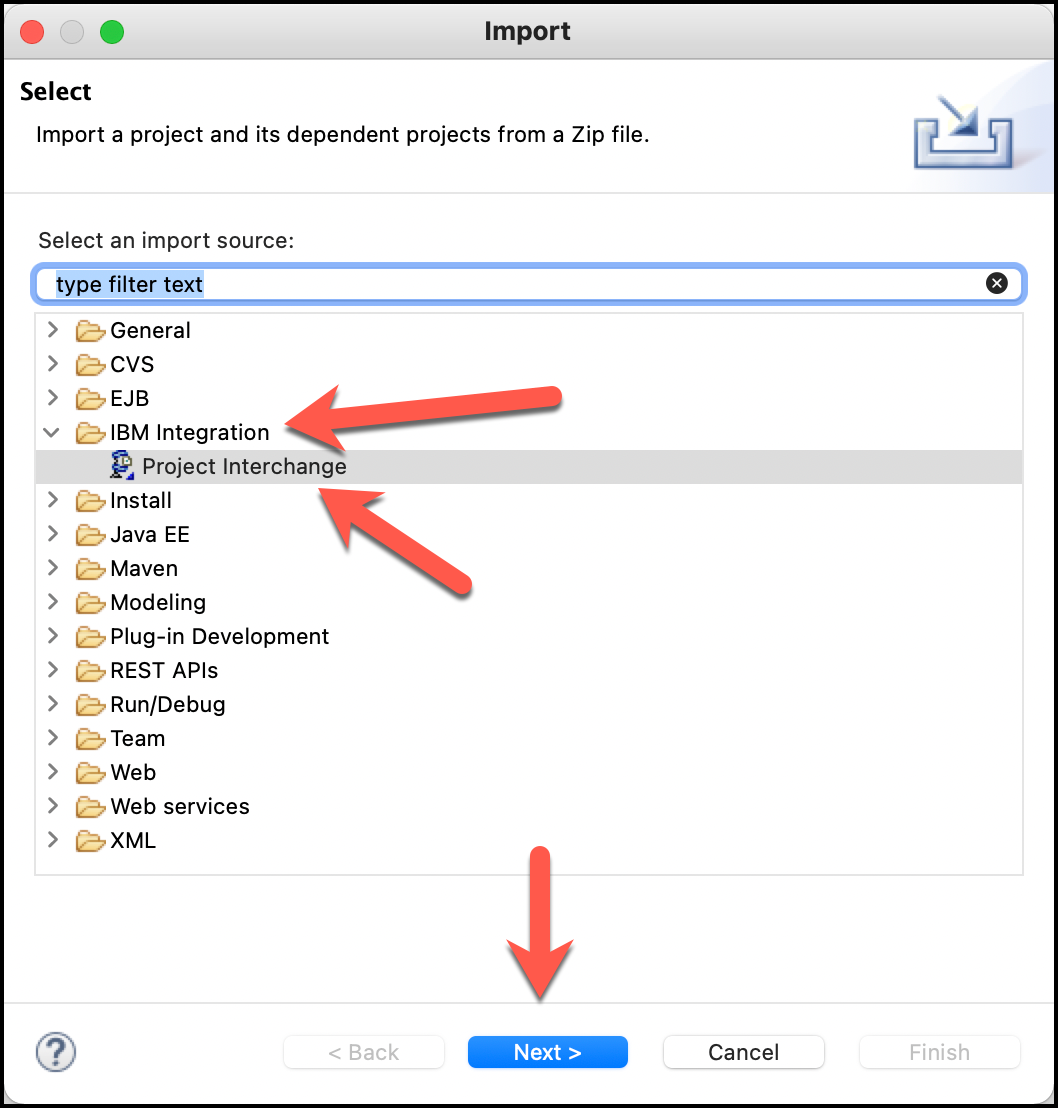 Import
Select
Import a project and its dependent projects from a Zip file.
Select an import source:
type filter text
General
CVS
EJB
IBM Integration
Project Interchange
Install
Java EE
Maven
Modeling
Plug-in Development
REST APIs
Run/Debug
Team
Web
Web services
XML
? < Back Next > Cancel Finish